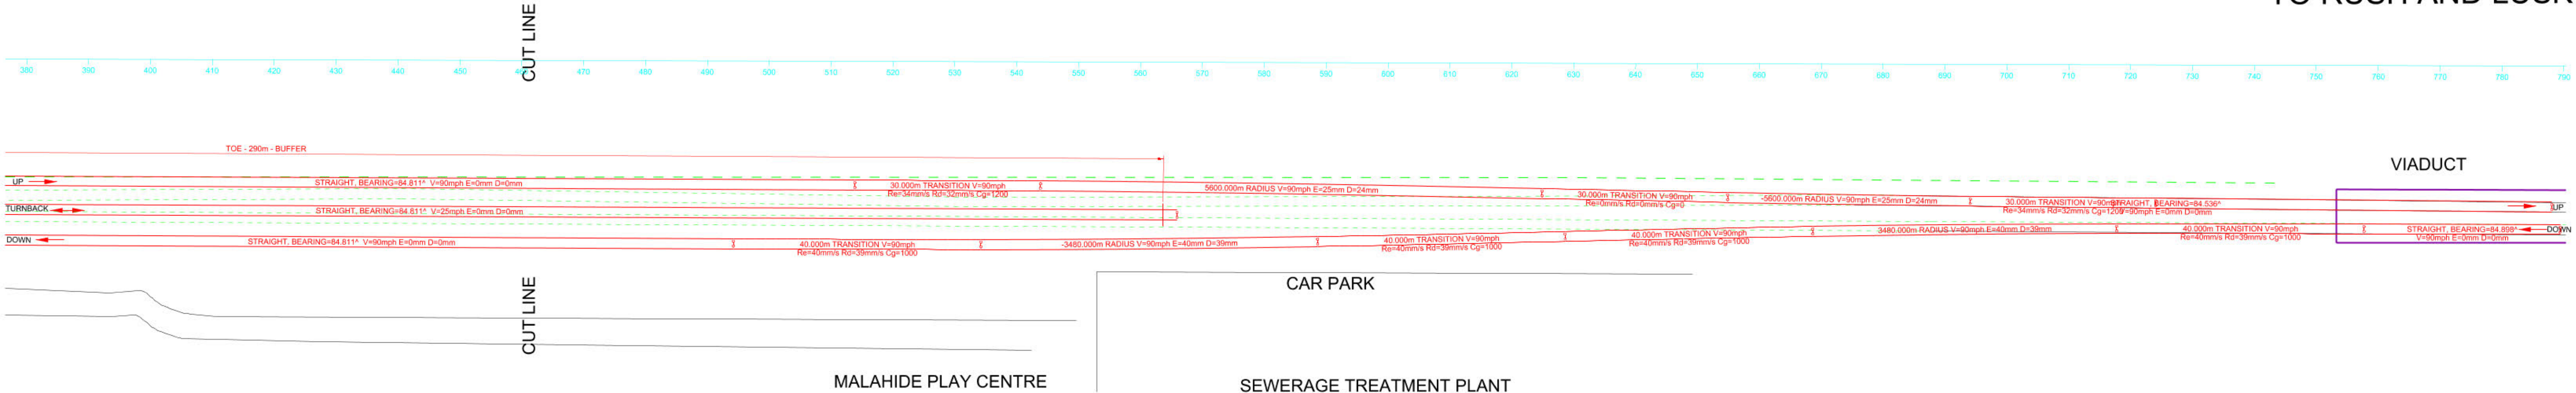 TO RUSH AND LUSK
CUT LINE
380 390 400 410 420 430 440 450 460 470 480 490 500 510 520 530 540 550 560 570 580 590 600 610 620 630 640 650 660 670 680 690 700 710 720 730 740 750 760 770 780 790
TOE - 290m - BUFFER
VIADUCT
UP
STRAIGHT, BEARING=84.811^ V=90mph E=0mm D=0mm
30.000m TRANSITION V=90mph
Re=34mm/s Rd=32mm/s Cg=1200
5600.000m RADIUS V=90mph E=25mm D=24mm
30.000m TRANSITION V=90mph
Re=0mm/s Rd=0mm/s Cg=0
-5600.000m RADIUS V=90mph E=25mm D=24mm
30.000m TRANSITION V=90mph
Re=34mm/s Rd=32mm/s Cg=1200
STRAIGHT, BEARING=84.536^
V=90mph E=0mm D=0mm
UP
TURNBACK
STRAIGHT, BEARING=84.811^ V=25mph E=0mm D=0mm
DOWN
STRAIGHT, BEARING=84.811^ V=90mph E=0mm D=0mm
40.000m TRANSITION V=90mph
Re=40mm/s Rd=39mm/s Cg=1000
-3480.000m RADIUS V=90mph E=40mm D=39mm
40.000m TRANSITION V=90mph
Re=40mm/s Rd=39mm/s Cg=1000
40.000m TRANSITION V=90mph
Re=40mm/s Rd=39mm/s Cg=1000
3480.000m RADIUS V=90mph E=40mm D=39mm
40.000m TRANSITION V=90mph
Re=40mm/s Rd=39mm/s Cg=1000
STRAIGHT, BEARING=84.898^
V=90mph E=0mm D=0mm
DOWN
CUT LINE
CAR PARK
MALAHIDE PLAY CENTRE
SEWERAGE TREATMENT PLANT